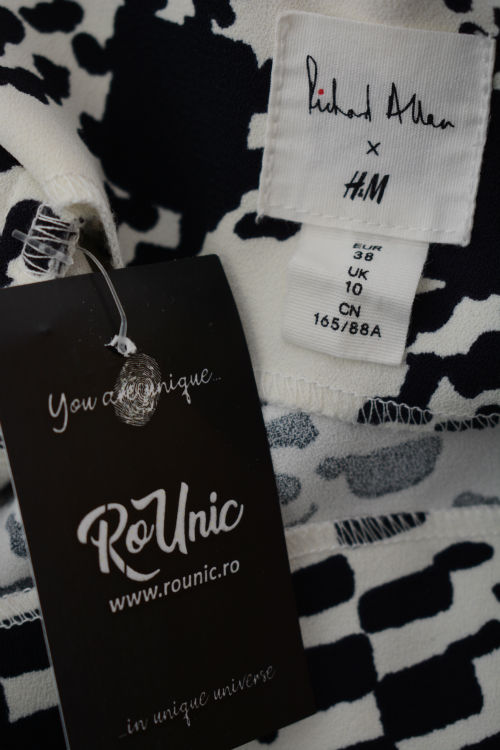 Richard Allan
x
H&M
EUR
38
UK
10
CN
165/88A
You are unique...
RoUnic
www.rounic.ro
...in unique universe